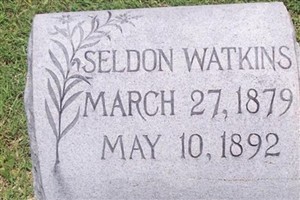 SELDON WATKINS
MARCH 27, 1879
MAY 10, 1892